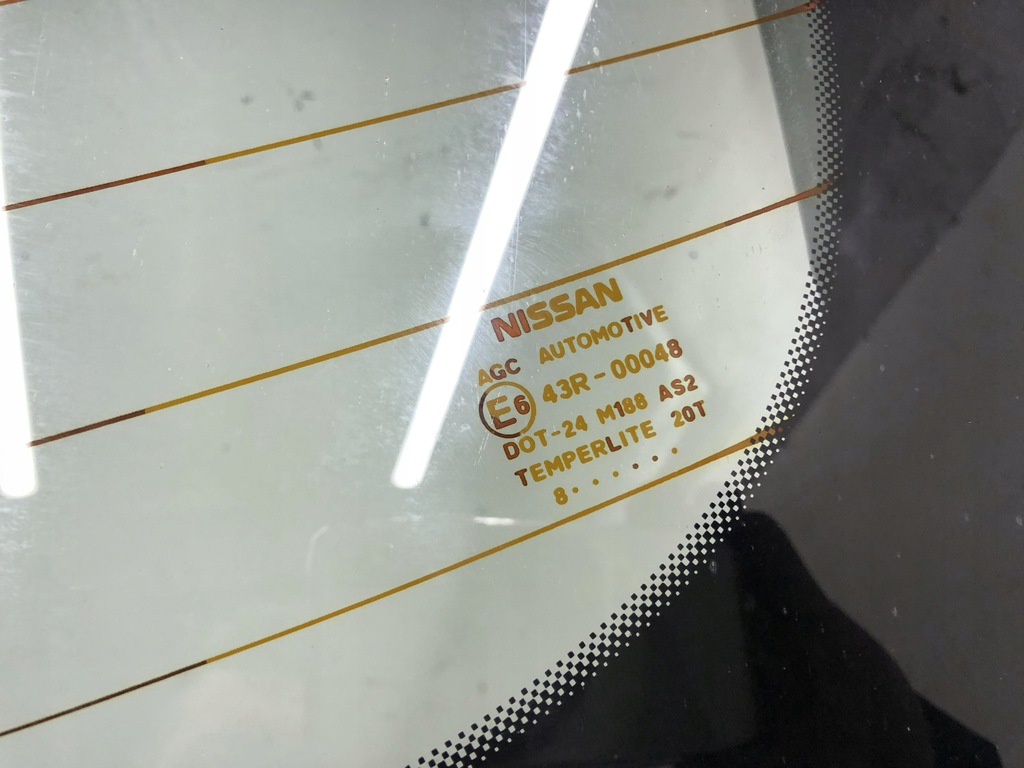 NISSAN
AGC AUTOMOTIVE
E6 43R-00048
DOT-24 M188 AS2
TEMPERLITE 20T
8······